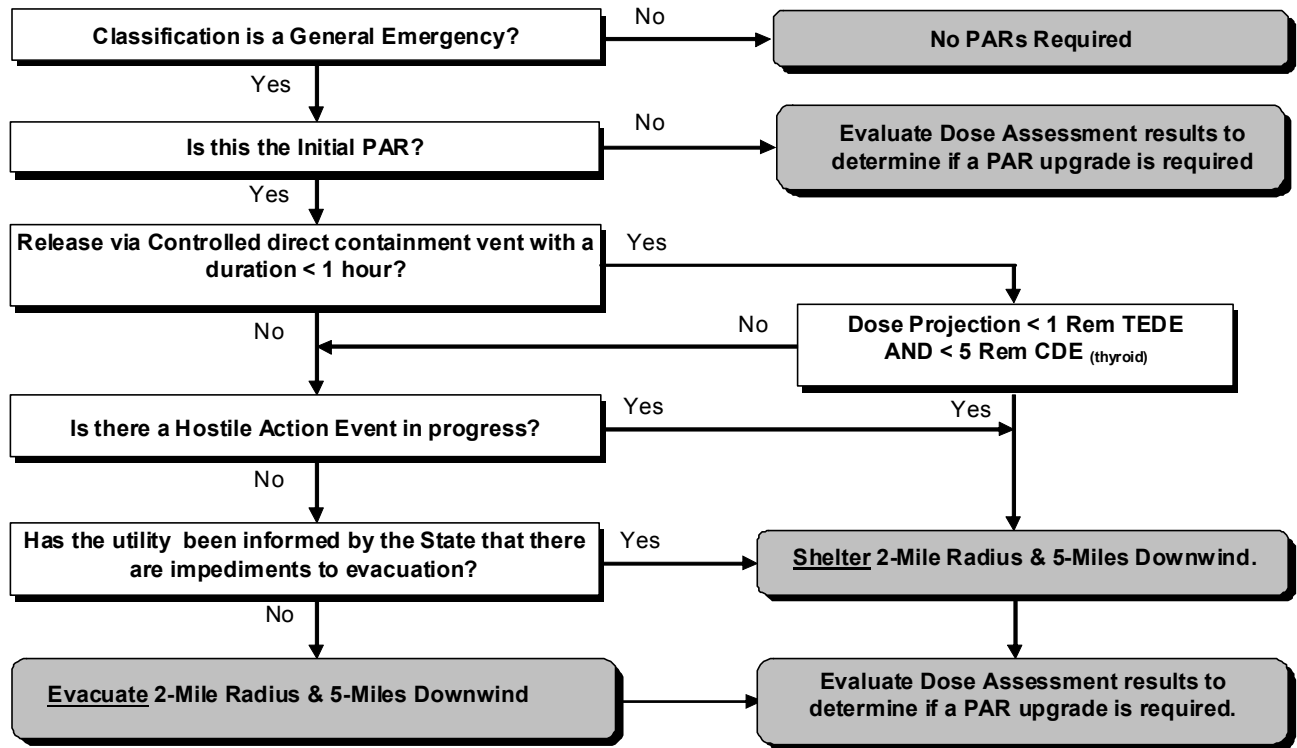 Classification is a General Emergency?
No
No PARs Required
Yes
Is this the Initial PAR?
No
Evaluate Dose Assessment results to
determine if a PAR upgrade is required
Yes
Release via Controlled direct containment vent with a
duration < 1 hour?
Yes
No
Dose Projection < 1 Rem TEDE
AND < 5 Rem CDE (thyroid)
No
Yes
Is there a Hostile Action Event in progress?
Yes
No
Has the utility been informed by the State that there
are impediments to evacuation?
Yes
Shelter 2-Mile Radius & 5-Miles Downwind.
No
Evacuate 2-Mile Radius & 5-Miles Downwind
Evaluate Dose Assessment results to
determine if a PAR upgrade is required.